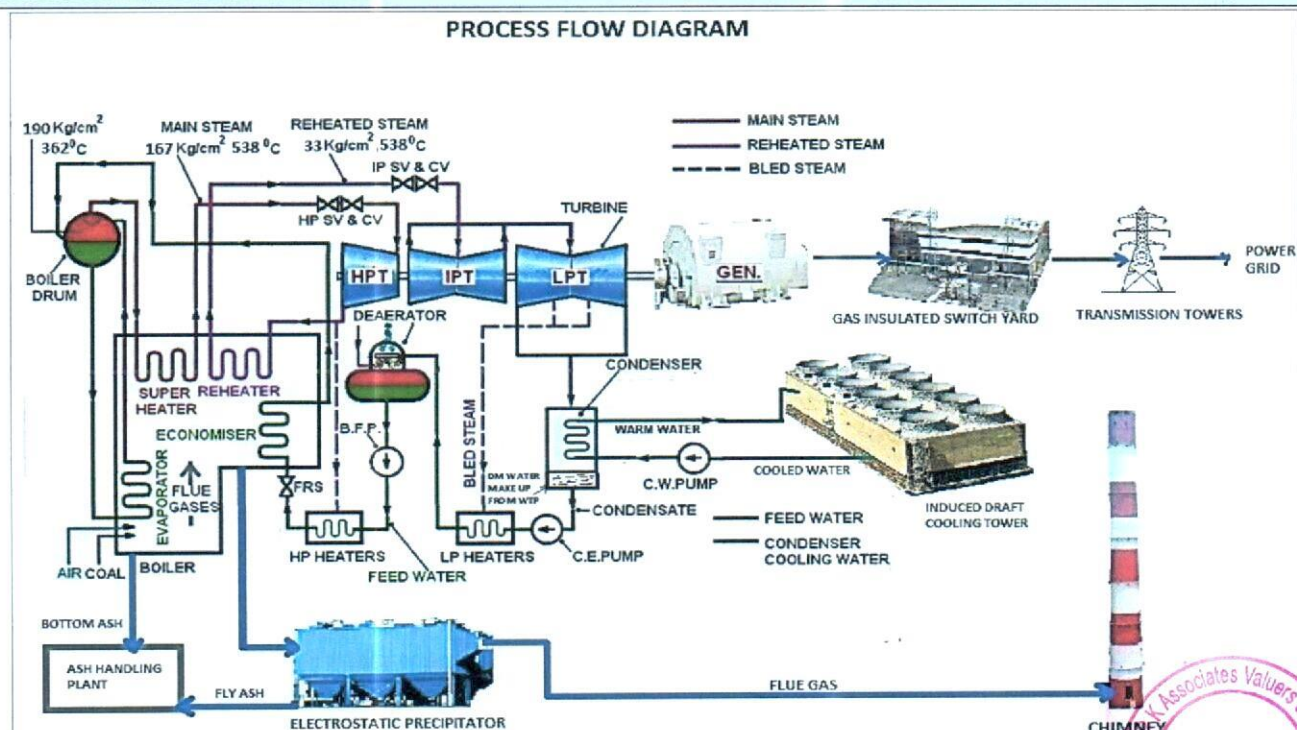 PROCESS FLOW DIAGRAM
190 Kg/cm²
362⁰C
MAIN STEAM
167 Kg/cm² 538⁰C
REHEATED STEAM
33 Kg/cm², 538⁰C
IP SV & CV
HP SV & CV
MAIN STEAM
REHEATED STEAM
BLED STEAM
TURBINE
BOILER
DRUM
HPT
IPT
LPT
GEN.
POWER
GRID
GAS INSULATED SWITCH YARD
TRANSMISSION TOWERS
DEAERATOR
SUPER
HEATER
REHEATER
CONDENSER
ECONOMISER
B.F.P.
BLED STEAM
WARM WATER
COOLED WATER
C.W.PUMP
FRS
EVAPORATOR
FLUE
GASES
DM WATER
MAKE UP
FROM WTP
CONDENSATE
INDUCED DRAFT
COOLING TOWER
FEED WATER
CONDENSER
COOLING WATER
HP HEATERS
LP HEATERS
C.E.PUMP
AIR COAL
BOILER
FEED WATER
BOTTOM ASH
ASH HANDLING
PLANT
FLY ASH
ELECTROSTATIC PRECIPITATOR
FLUE GAS
CHIMNEY
K Associates Valuers